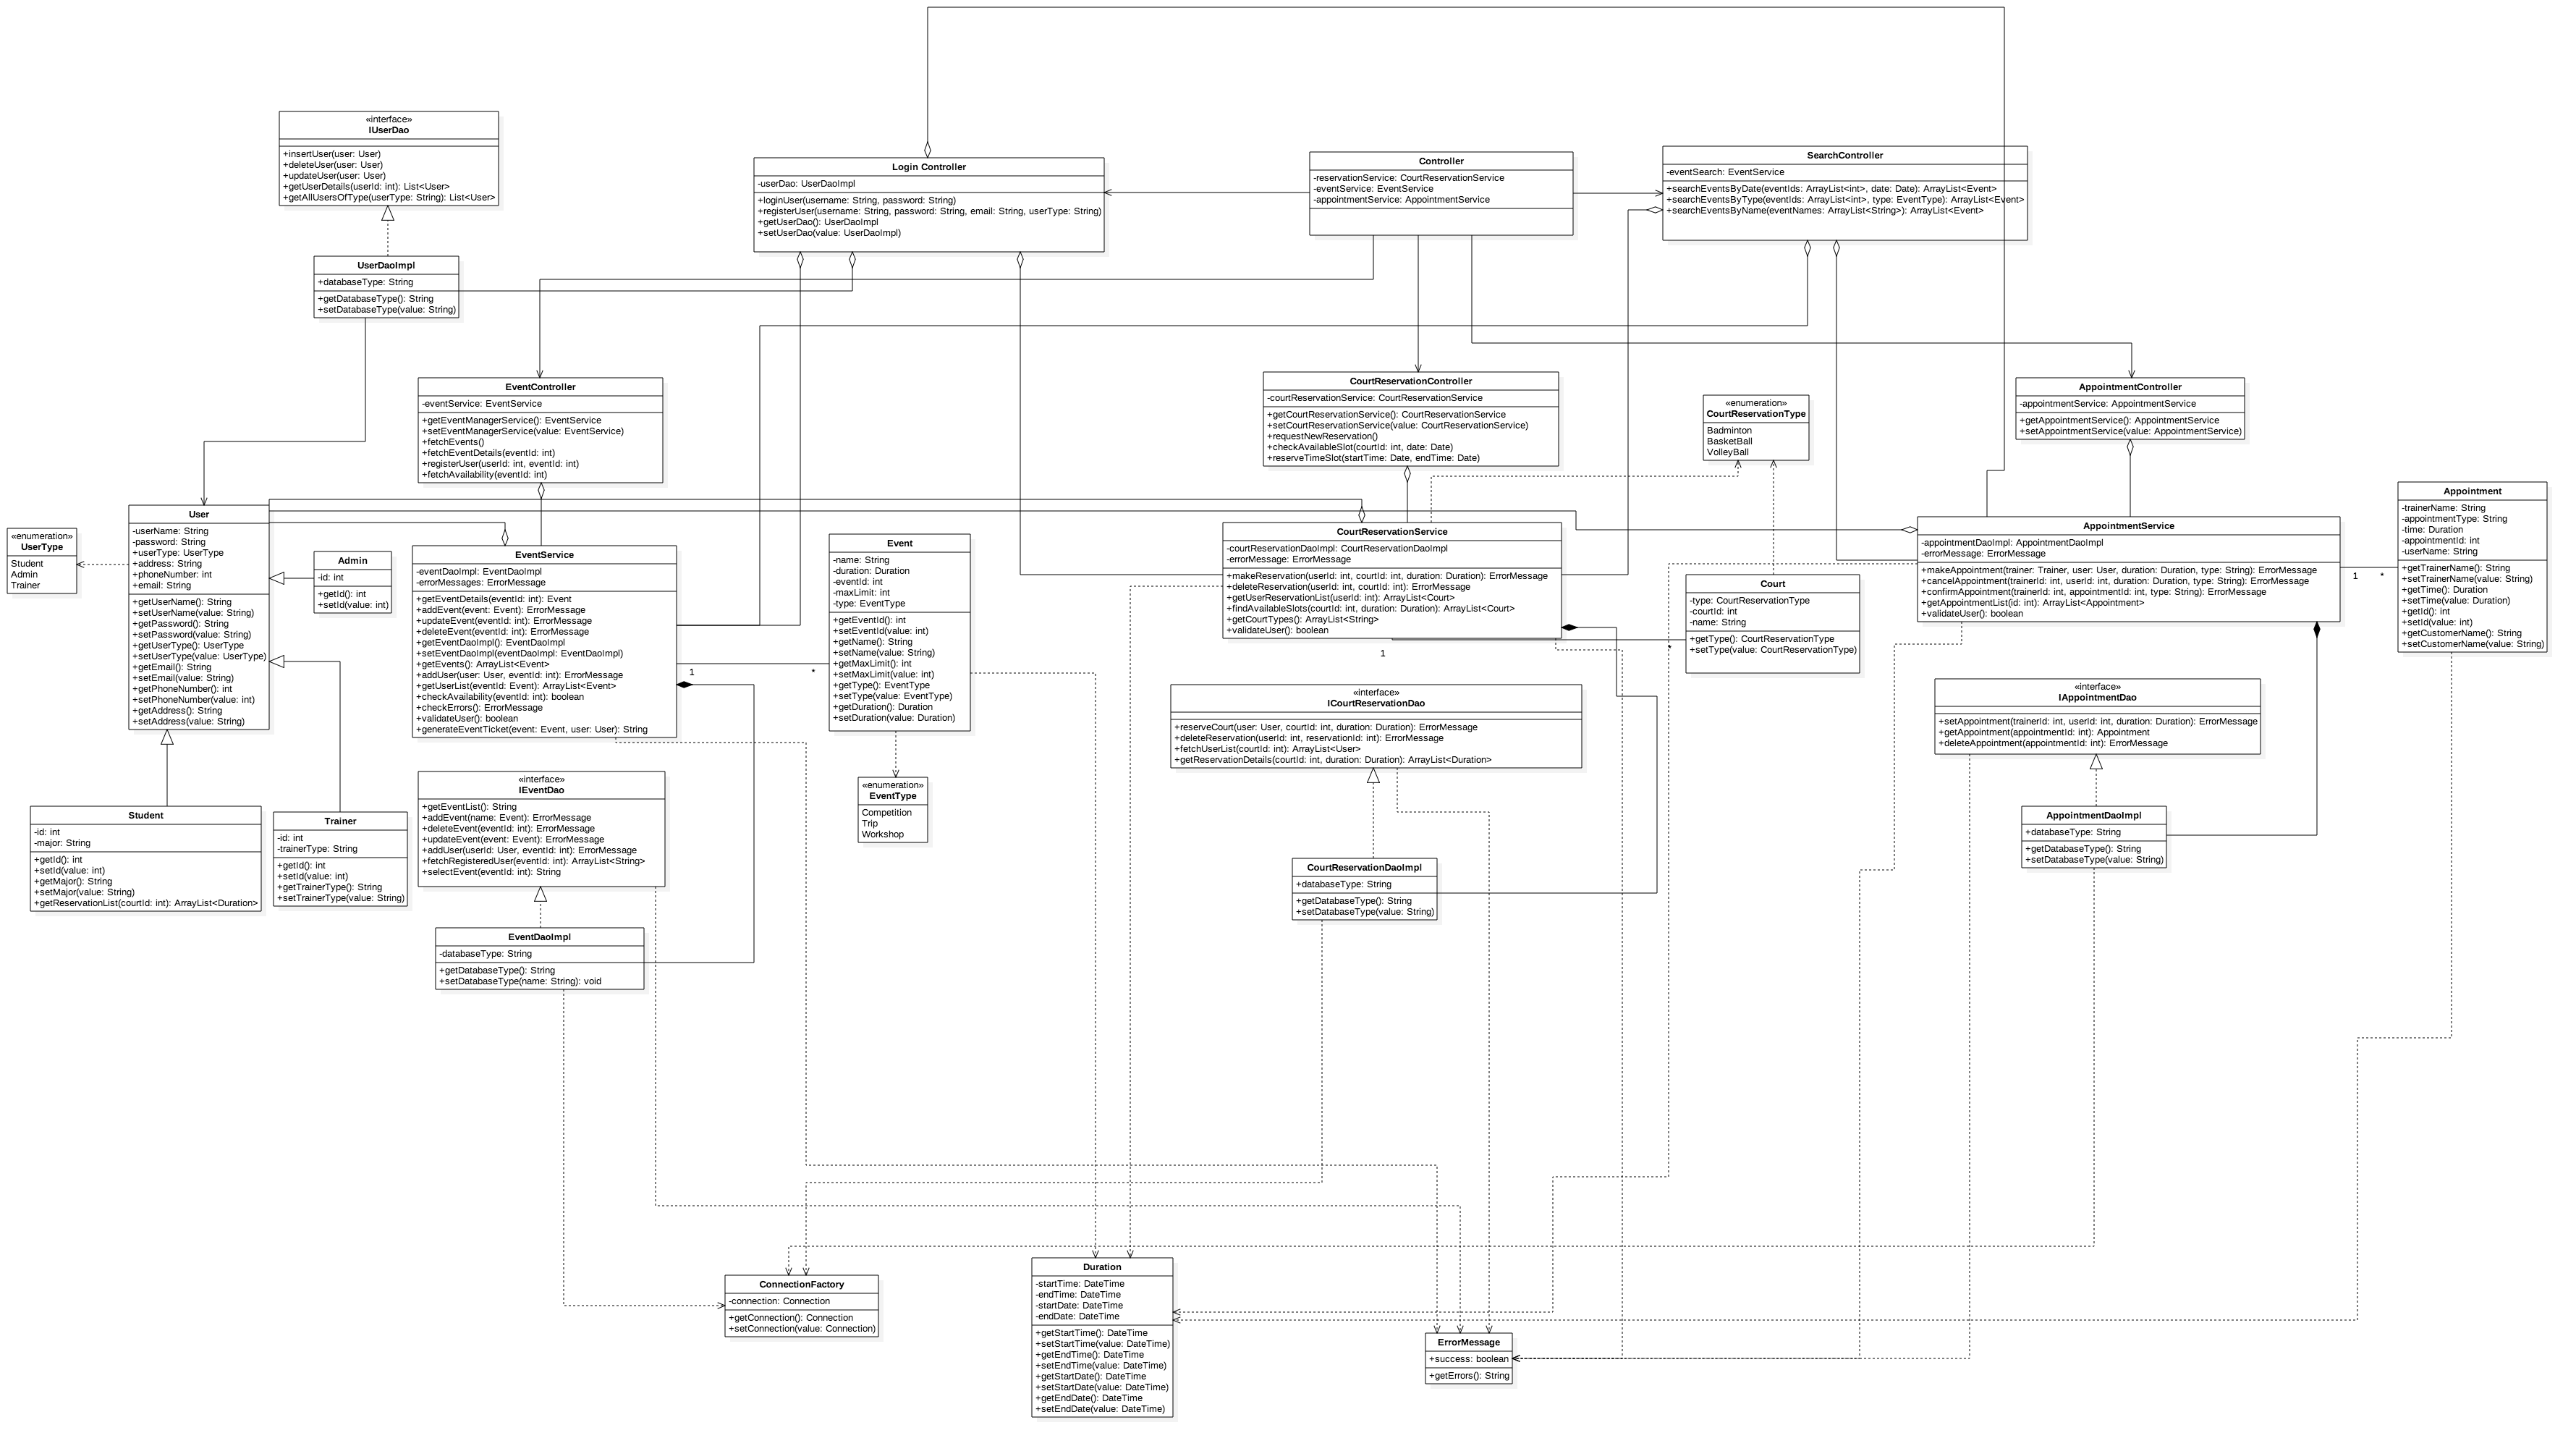 «interface»
IUserDao
+insertUser(user: User)
+deleteUser(user: User)
+updateUser(user: User)
+getUserDetails(userId: int): List<User>
+getAllUsersOfType(userType: String): List<User>
Login Controller
-userDao: UserDaoImpl
+loginUser(username: String, password: String)
+registerUser(username: String, password: String, email: String, userType: String)
+getUserDao(): UserDaoImpl
+setUserDao(value: UserDaoImpl)
Controller
-reservationService: CourtReservationService
-eventService: EventService
-appointmentService: AppointmentService
SearchController
-eventSearch: EventService
+searchEventsByDate(eventIds: ArrayList<int>, date: Date): ArrayList<Event>
+searchEventsByType(eventIds: ArrayList<int>, type: EventType): ArrayList<Event>
+searchEventsByName(eventNames: ArrayList<String>): ArrayList<Event>
UserDaoImpl
+databaseType: String
+getDatabaseType(): String
+setDatabaseType(value: String)
EventController
-eventService: EventService
+getEventManagerService(): EventService
+setEventManagerService(value: EventService)
+fetchEvents()
+fetchEventDetails(eventId: int)
+registerUser(userId: int, eventId: int)
+fetchAvailability(eventId: int)
CourtReservationController
-courtReservationService: CourtReservationService
+getCourtReservationService(): CourtReservationService
+setCourtReservationService(value: CourtReservationService)
+requestNewReservation()
+checkAvailableSlot(courtId: int, date: Date)
+reserveTimeSlot(startTime: Date, endTime: Date)
«enumeration»
CourtReservationType
Badminton
BasketBall
VolleyBall
AppointmentController
-appointmentService: AppointmentService
+getAppointmentService(): AppointmentService
+setAppointmentService(value: AppointmentService)
«enumeration»
UserType
Student
Admin
Trainer
User
-userName: String
-password: String
+userType: UserType
+address: String
+phoneNumber: int
+email: String
+getUserName(): String
+setUserName(value: String)
+getPassword(): String
+setPassword(value: String)
+getUserType(): UserType
+setUserType(value: UserType)
+getEmail(): String
+setEmail(value: String)
+getPhoneNumber(): int
+setPhoneNumber(value: int)
+getAddress(): String
+setAddress(value: String)
Admin
-id: int
+getId(): int
+setId(value: int)
EventService
-eventDaoImpl: EventDaoImpl
-errorMessages: ErrorMessage
+getEventDetails(eventId: int): Event
+addEvent(event: Event): ErrorMessage
+updateEvent(eventId: int): ErrorMessage
+deleteEvent(eventId: int): ErrorMessage
+getEventDaoImpl(): EventDaoImpl
+setEventDaoImpl(eventDaoImpl: EventDaoImpl)
+getEvents(): ArrayList<Event>
+addUser(user: User, eventId: int): ErrorMessage
+getUserList(eventId: Event): ArrayList<Event>
+checkAvailability(eventId: int): boolean
+checkErrors(): ErrorMessage
+validateUser(): boolean
+generateEventTicket(event: Event, user: User): String
1
*
Event
-name: String
-duration: Duration
-eventId: int
-maxLimit: int
-type: EventType
+getEventId(): int
+setEventId(value: int)
+getName(): String
+setName(value: String)
+getMaxLimit(): int
+setMaxLimit(value: int)
+getType(): EventType
+setType(value: EventType)
+getDuration(): Duration
+setDuration(value: Duration)
CourtReservationService
-courtReservationDaoImpl: CourtReservationDaoImpl
-errorMessage: ErrorMessage
+makeReservation(userId: int, courtId: int, duration: Duration): ErrorMessage
+deleteReservation(userId: int, courtId: int): ErrorMessage
+getUserReservationList(userId: int): ArrayList<Court>
+findAvailableSlots(courtId: int, duration: Duration): ArrayList<Court>
+getCourtTypes(): ArrayList<String>
+validateUser(): boolean
1
*
Court
-type: CourtReservationType
-courtId: int
-name: String
+getType(): CourtReservationType
+setType(value: CourtReservationType)
AppointmentService
-appointmentDaoImpl: AppointmentDaoImpl
-errorMessage: ErrorMessage
+makeAppointment(trainer: Trainer, user: User, duration: Duration, type: String): ErrorMessage
+cancelAppointment(trainerId: int, userId: int, duration: Duration, type: String): ErrorMessage
+confirmAppointment(trainerId: int, appointmentId: int, type: String): ErrorMessage
+getAppointmentList(id: int): ArrayList<Appointment>
+validateUser(): boolean
1
*
Appointment
-trainerName: String
-appointmentType: String
-time: Duration
-appointmentId: int
-userName: String
+getTrainerName(): String
+setTrainerName(value: String)
+getTime(): Duration
+setTime(value: Duration)
+getId(): int
+setId(value: int)
+getCustomerName(): String
+setCustomerName(value: String)
«interface»
ICourtReservationDao
+reserveCourt(user: User, courtId: int, duration: Duration): ErrorMessage
+deleteReservation(userId: int, reservationId: int): ErrorMessage
+fetchUserList(courtId: int): ArrayList<User>
+getReservationDetails(courtId: int, duration: Duration): ArrayList<Duration>
«interface»
IAppointmentDao
+setAppointment(trainerId: int, userId: int, duration: Duration): ErrorMessage
+getAppointment(appointmentId: int): Appointment
+deleteAppointment(appointmentId: int): ErrorMessage
Student
-id: int
-major: String
+getId(): int
+setId(value: int)
+getMajor(): String
+setMajor(value: String)
+getReservationList(courtId: int): ArrayList<Duration>
Trainer
-id: int
-trainerType: String
+getId(): int
+setId(value: int)
+getTrainerType(): String
+setTrainerType(value: String)
«interface»
IEventDao
+getEventList(): String
+addEvent(name: Event): ErrorMessage
+deleteEvent(eventId: int): ErrorMessage
+updateEvent(event: Event): ErrorMessage
+addUser(userId: User, eventId: int): ErrorMessage
+fetchRegisteredUser(eventId: int): ArrayList<String>
+selectEvent(eventId: int): String
«enumeration»
EventType
Competition
Trip
Workshop
CourtReservationDaoImpl
+databaseType: String
+getDatabaseType(): String
+setDatabaseType(value: String)
AppointmentDaoImpl
+databaseType: String
+getDatabaseType(): String
+setDatabaseType(value: String)
EventDaoImpl
-databaseType: String
+getDatabaseType(): String
+setDatabaseType(name: String): void
ConnectionFactory
-connection: Connection
+getConnection(): Connection
+setConnection(value: Connection)
Duration
-startTime: DateTime
-endTime: DateTime
-startDate: DateTime
-endDate: DateTime
+getStartTime(): DateTime
+setStartTime(value: DateTime)
+getEndTime(): DateTime
+setEndTime(value: DateTime)
+getStartDate(): DateTime
+setStartDate(value: DateTime)
+getEndDate(): DateTime
+setEndDate(value: DateTime)
ErrorMessage
+success: boolean
+getErrors(): String